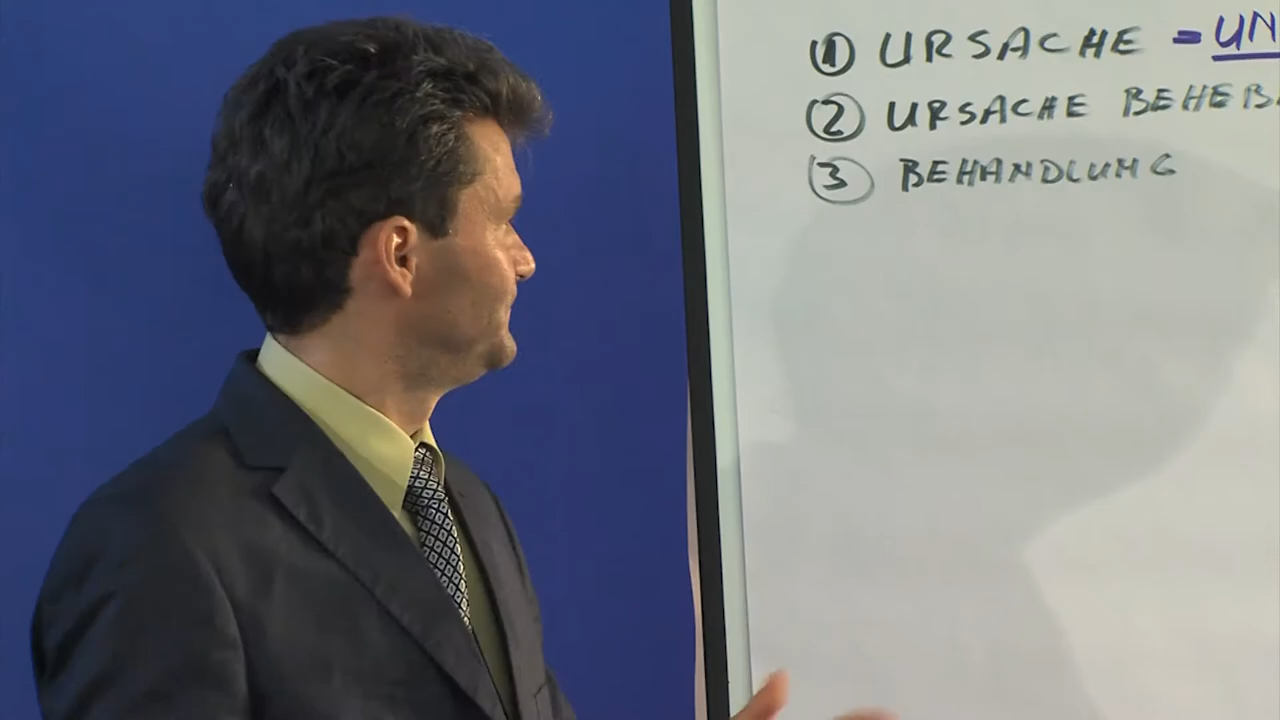 ① URSACHE = UN
② URSACHE BEHEB
③ BEHANDLUNG